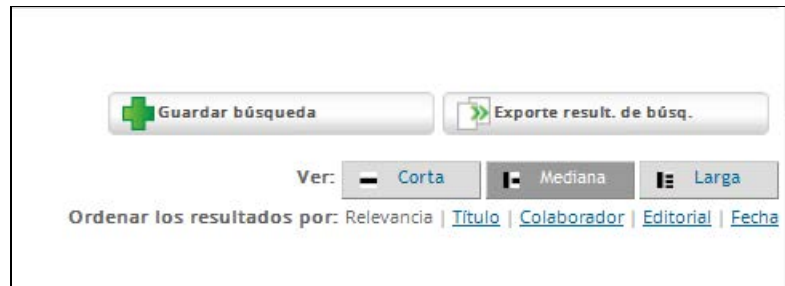 Guardar búsqueda Exporte result. de búsq.
Ver: Corta Mediana Larga
Ordenar los resultados por: Relevancia | Título | Colaborador | Editorial | Fecha